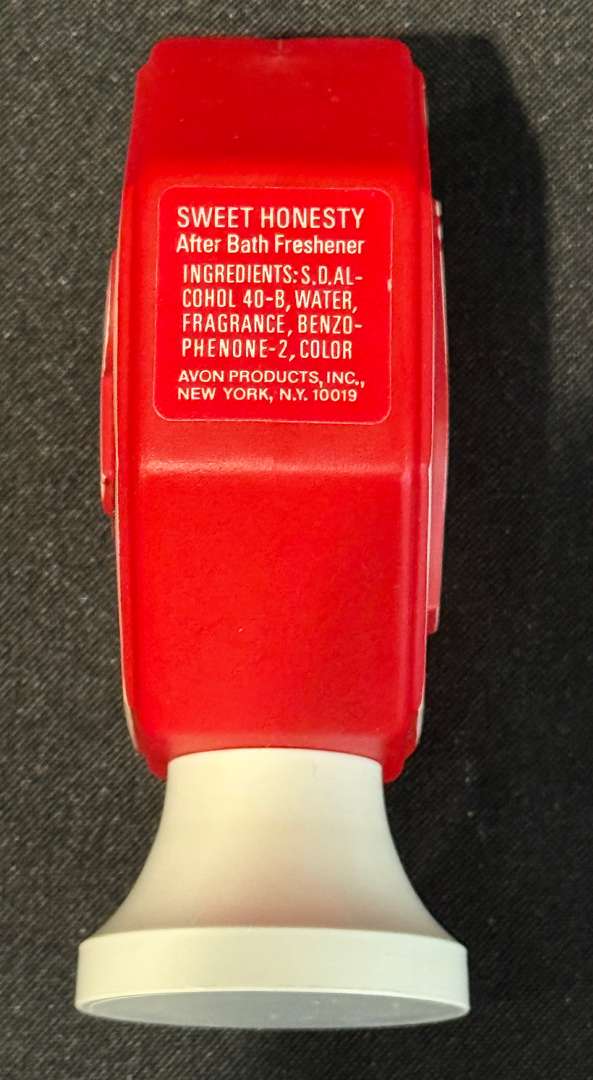 SWEET HONESTY
After Bath Freshener
INGREDIENTS: S.D.AL-
COHOL 40-B, WATER,
FRAGRANCE, BENZO-
PHENONE-2, COLOR
AVON PRODUCTS, INC.,
NEW YORK, N.Y. 10019